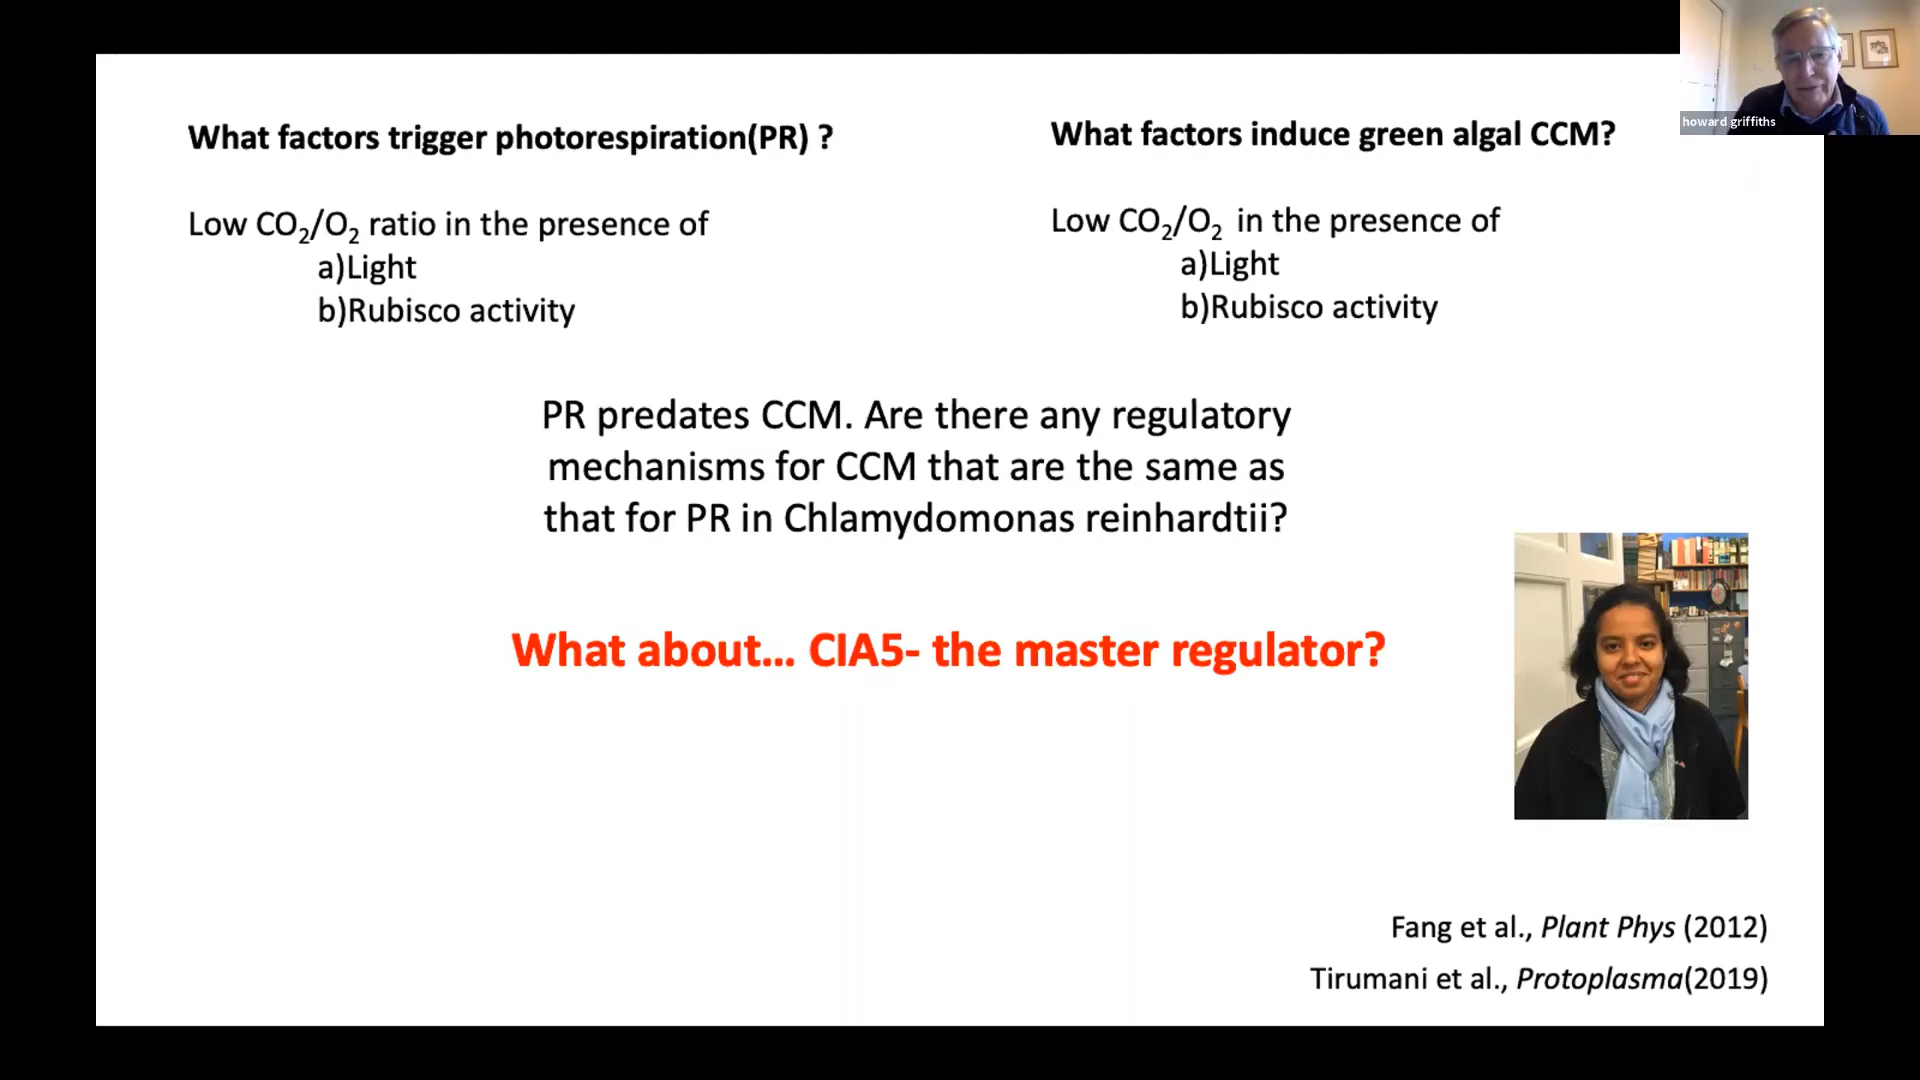 What factors trigger photorespiration(PR) ?
Low CO₂/O₂ ratio in the presence of
a)Light
b)Rubisco activity
What factors induce green algal CCM?
Low CO₂/O₂ in the presence of
a)Light
b)Rubisco activity
PR predates CCM. Are there any regulatory
mechanisms for CCM that are the same as
that for PR in Chlamydomonas reinhardtii?
What about... CIA5- the master regulator?
Fang et al., Plant Phys (2012)
Tirumani et al., Protoplasma(2019)
howard griffiths